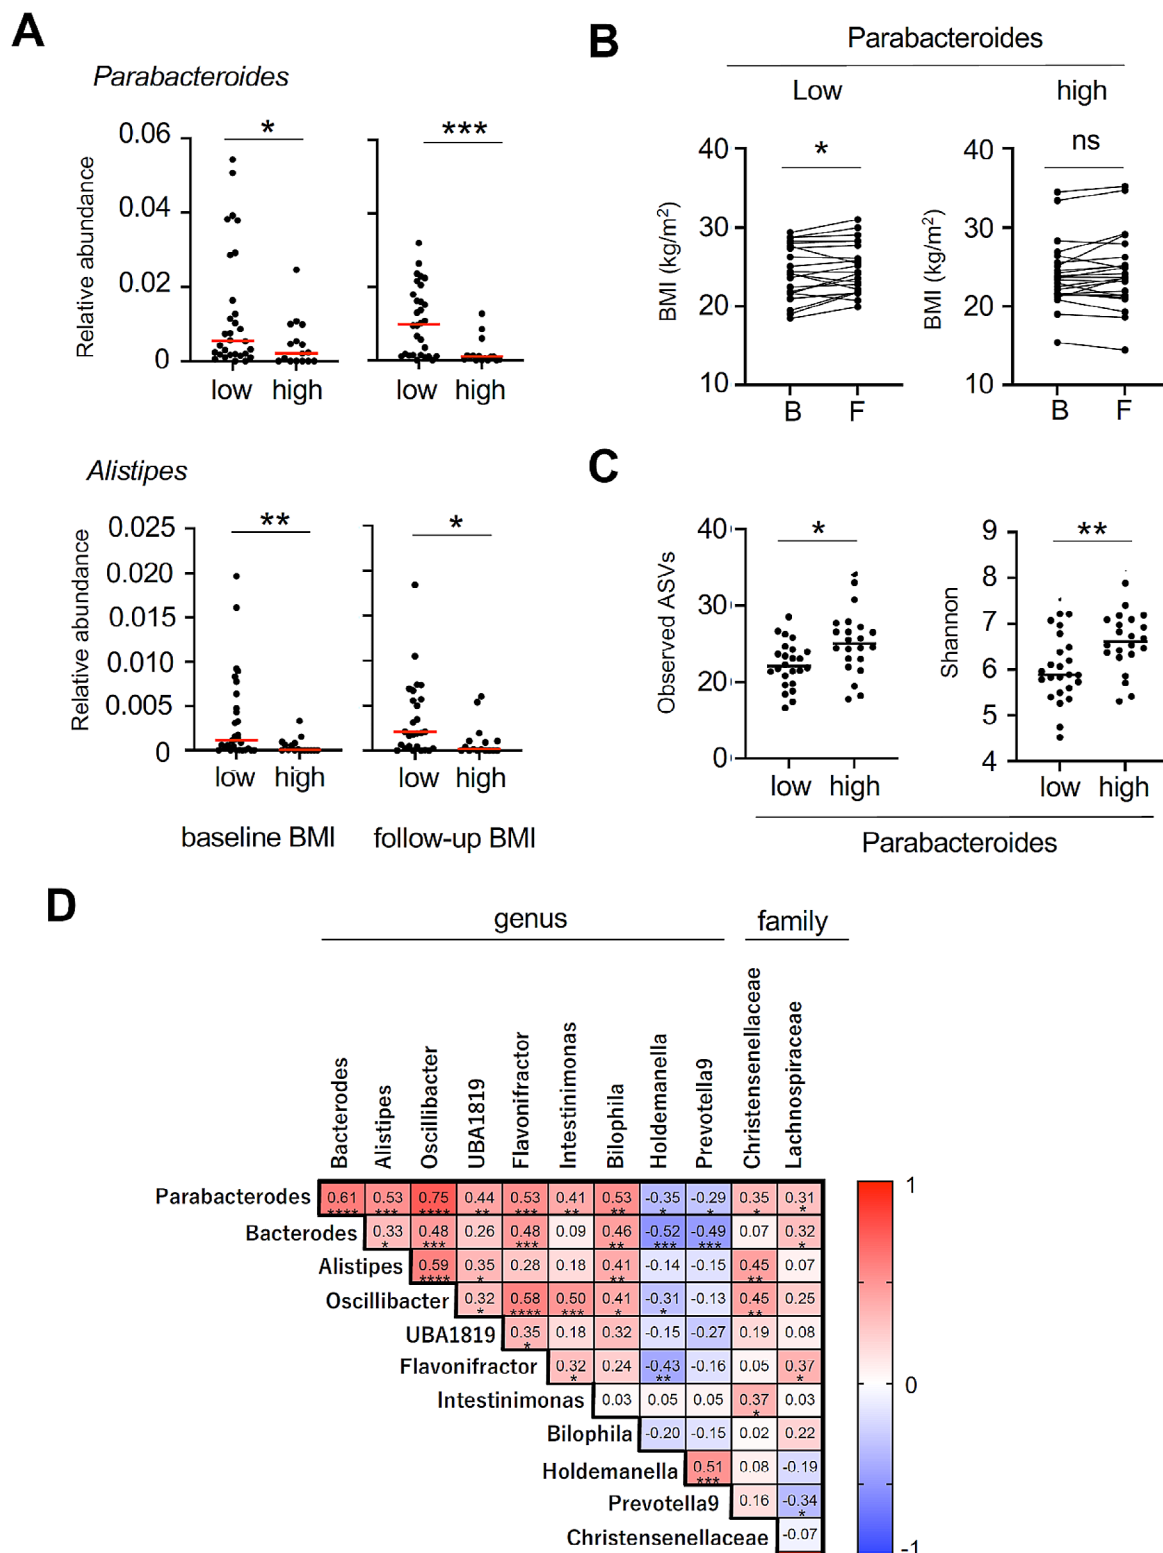 A
Parabacteroides
* ***
Relative abundance
0.06
0.04
0.02
0
low high low high
Alistipes
** *
Relative abundance
0.025
0.020
0.015
0.010
0.005
0
low high low high
baseline BMI follow-up BMI
B
Parabacteroides
Low high
* ns
BMI (kg/m²) BMI (kg/m²)
40 40
30 30
20 20
10 10
B F B F
C
* **
Observed ASVs
40
30
20
0
low high
Shannon
9
8
7
6
5
4
low high
Parabacteroides
D
genus family
Bacterodes Alistipes Oscillibacter UBA1819 Flavonifractor Intestinimonas Bilophila Holdemanella Prevotella9 Christensenellaceae Lachnospiraceae
Parabacterodes 0.61 0.53 0.75 0.44 0.53 0.41 0.53 -0.35 -0.29 0.35 0.31
**** *** **** ** *** ** ** * * * *
Bacterodes 0.33 0.48 0.26 0.48 0.09 0.46 -0.52 -0.49 0.07 0.32
* *** *** ** *** *** *
Alistipes 0.59 0.35 0.28 0.18 0.41 -0.14 -0.15 0.45 0.07
**** * ** **
Oscillibacter 0.32 0.58 0.50 0.41 -0.31 -0.13 0.45 0.25
* **** *** * * **
UBA1819 0.35 0.18 0.32 -0.15 -0.27 0.19 0.08
*
Flavonifractor 0.32 0.24 -0.43 -0.16 0.05 0.37
* ** *
Intestinimonas 0.03 0.05 0.05 0.37 0.03
*
Bilophila -0.20 -0.15 0.02 0.22
Holdemanella 0.51 0.08 -0.19
***
Prevotella9 0.16 -0.34
*
Christensenellaceae -0.07
1
0
-1